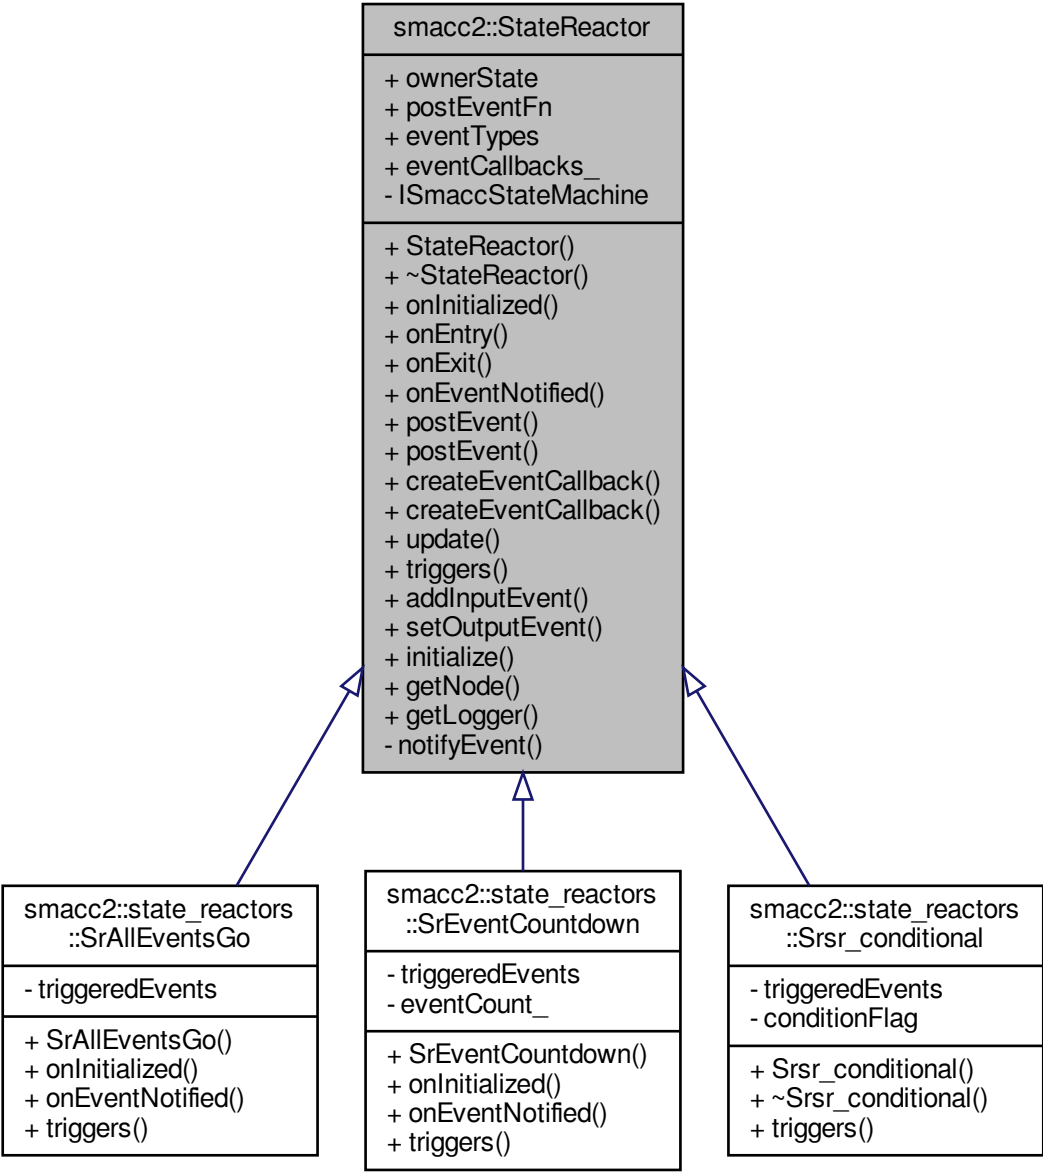 smacc2::StateReactor
+ ownerState
+ postEventFn
+ eventTypes
+ eventCallbacks_
- ISmaccStateMachine
+ StateReactor()
+ ~StateReactor()
+ onInitialized()
+ onEntry()
+ onExit()
+ onEventNotified()
+ postEvent()
+ postEvent()
+ createEventCallback()
+ createEventCallback()
+ update()
+ triggers()
+ addInputEvent()
+ setOutputEvent()
+ initialize()
+ getNode()
+ getLogger()
- notifyEvent()
smacc2::state_reactors
::SrAllEventsGo
- triggeredEvents
+ SrAllEventsGo()
+ onInitialized()
+ onEventNotified()
+ triggers()
smacc2::state_reactors
::SrEventCountdown
- triggeredEvents
- eventCount_
+ SrEventCountdown()
+ onInitialized()
+ onEventNotified()
+ triggers()
smacc2::state_reactors
::Srsr_conditional
- triggeredEvents
- conditionFlag
+ Srsr_conditional()
+ ~Srsr_conditional()
+ triggers()